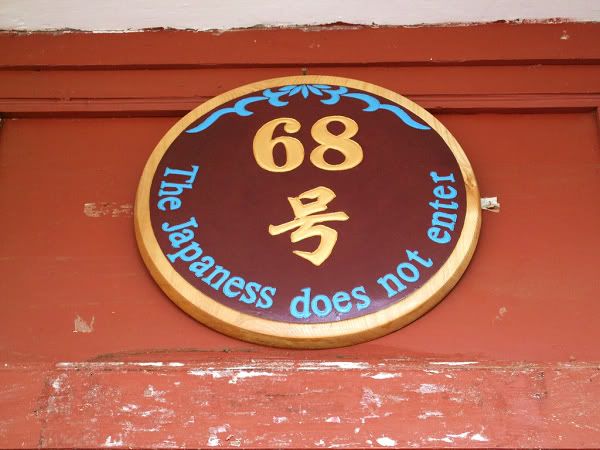 68
号
The Japaness does not enter